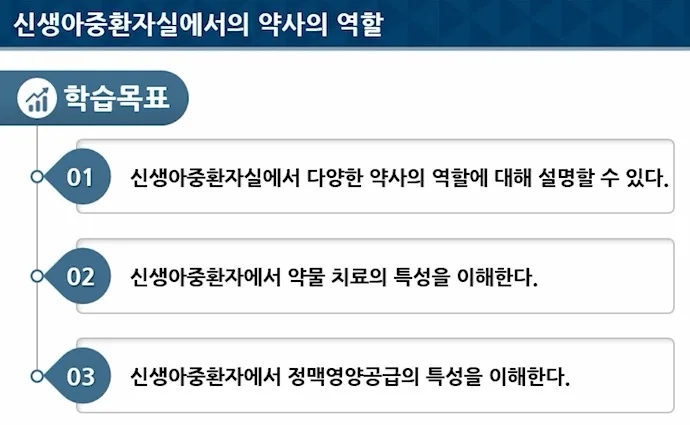 신생아중환자실에서의 약사의 역할
학습목표
01
신생아중환자실에서 다양한 약사의 역할에 대해 설명할 수 있다.
02
신생아중환자에서 약물 치료의 특성을 이해한다.
03
신생아중환자에서 정맥영양공급의 특성을 이해한다.